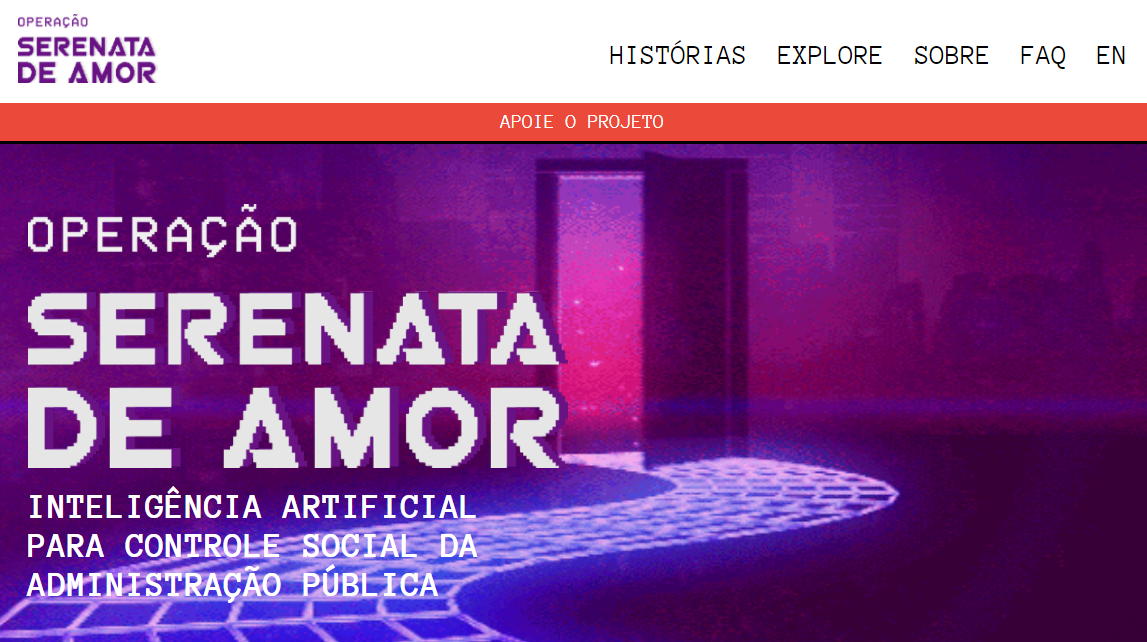 OPERAÇÃO
SERENATA
DE AMOR
HISTÓRIAS EXPLORE SOBRE FAQ EN
APOIE O PROJETO
OPERAÇÃO
SERENATA
DE AMOR
INTELIGÊNCIA ARTIFICIAL
PARA CONTROLE SOCIAL DA
ADMINISTRAÇÃO PÚBLICA